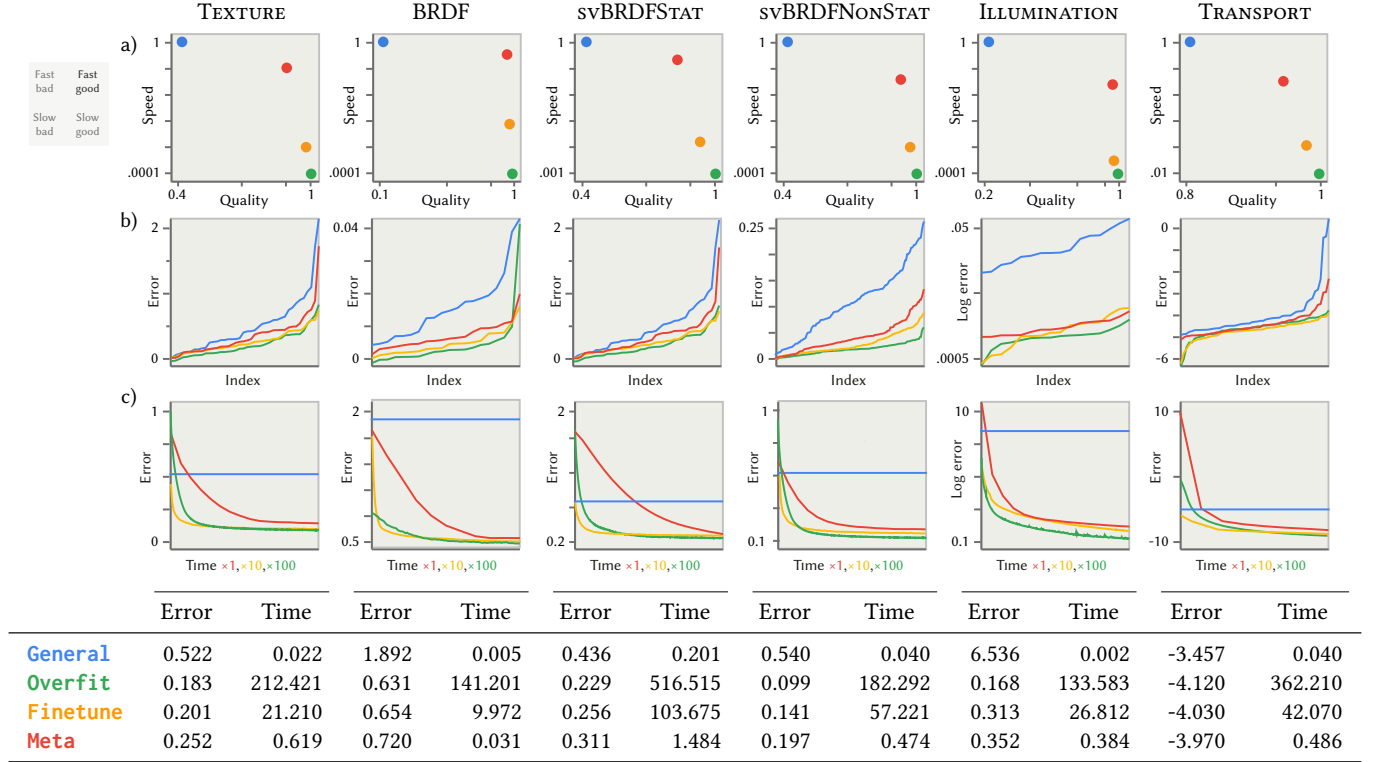 TEXTURE BRDF SVBRDFSTAT SVBRDFNONSTAT ILLUMINATION TRANSPORT
a)
Fast bad Fast good
Slow bad Slow good
Speed 1 .0001 Speed 1 .0001 Speed 1 .001 Speed 1 .0001 Speed 1 .0001 Speed 1 .01
0.4 1 0.1 1 0.4 1 0.4 1 0.2 1 0.8 1
Quality Quality Quality Quality Quality Quality
b)
Error 2 0 Error 0.04 0 Error 2 0 Error 0.25 0 Log error .05 .0005 Error 0 -6
Index Index Index Index Index Index
c)
Error 1 0 Error 2 0.5 Error 2 0.2 Error 1 0.1 Log error 10 0.1 Error 10 -10
Time ×1,×10,×100 Time ×1,×10,×100 Time ×1,×10,×100 Time ×1,×10,×100 Time ×1,×10,×100 Time ×1,×10,×100
Error Time Error Time Error Time Error Time Error Time Error Time
General 0.522 0.022 1.892 0.005 0.436 0.201 0.540 0.040 6.536 0.002 -3.457 0.040
Overfit 0.183 212.421 0.631 141.201 0.229 516.515 0.099 182.292 0.168 133.583 -4.120 362.210
Finetune 0.201 21.210 0.654 9.972 0.256 103.675 0.141 57.221 0.313 26.812 -4.030 42.070
Meta 0.252 0.619 0.720 0.031 0.311 1.484 0.197 0.474 0.352 0.384 -3.970 0.486